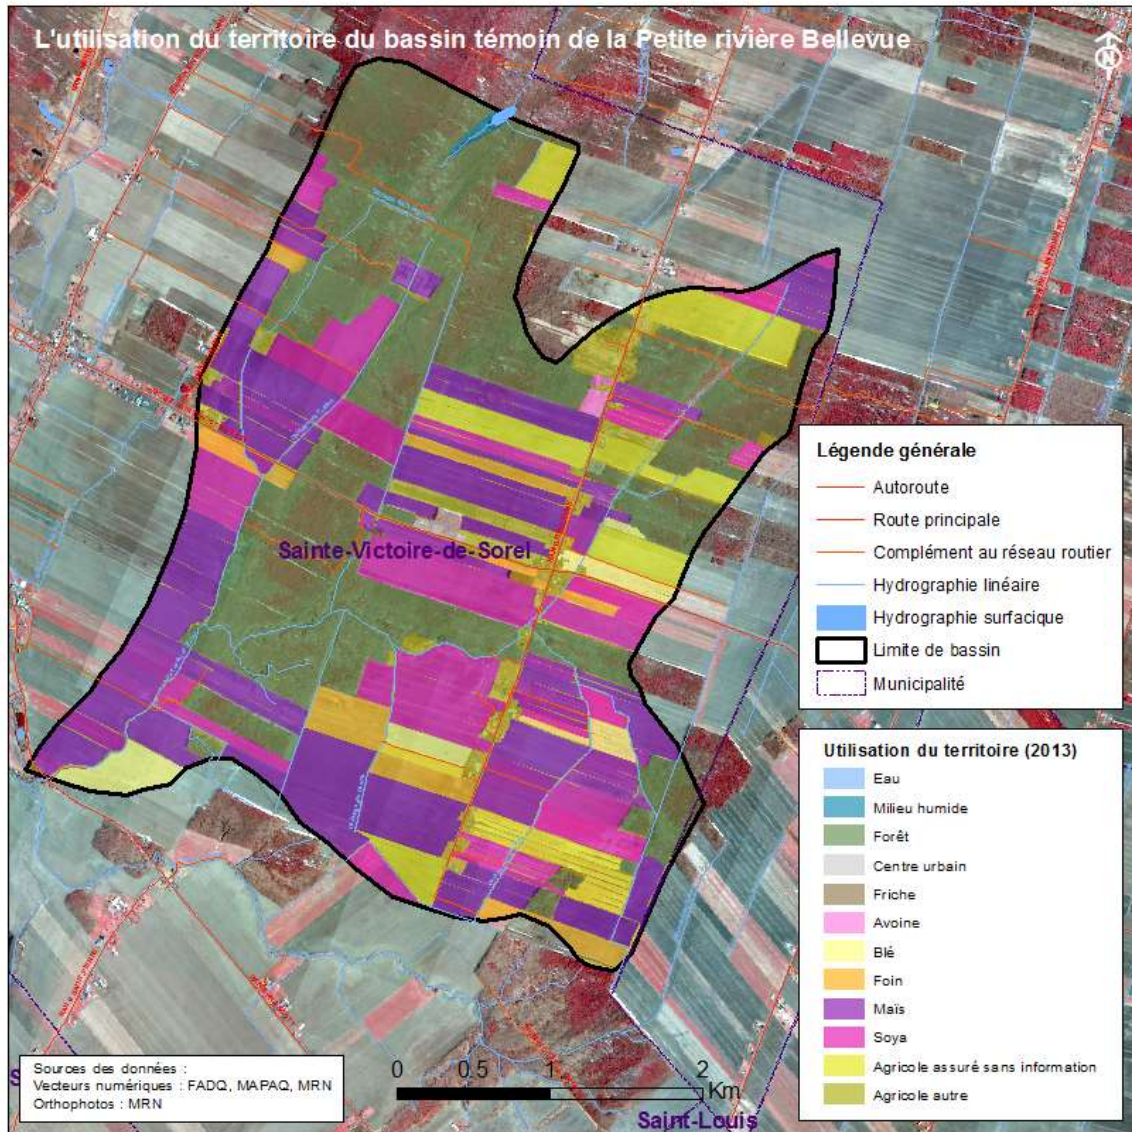 L'utilisation du territoire du bassin témoin de la Petite rivière Bellevue
N
Sainte-Victoire-de-Sorel
Légende générale
Autoroute
Route principale
Complément au réseau routier
Hydrographie linéaire
Hydrographie surfacique
Limite de bassin
Municipalité
Utilisation du territoire (2013)
Eau
Milieu humide
Forêt
Centre urbain
Friche
Avoine
Blé
Foin
Maïs
Soya
Agricole assuré sans information
Agricole autre
S
Sources des données :
Vecteurs numériques : FADQ, MAPAQ, MRN
Orthophotos : MRN
0 0,5 1 2
Km
Saint-Louis